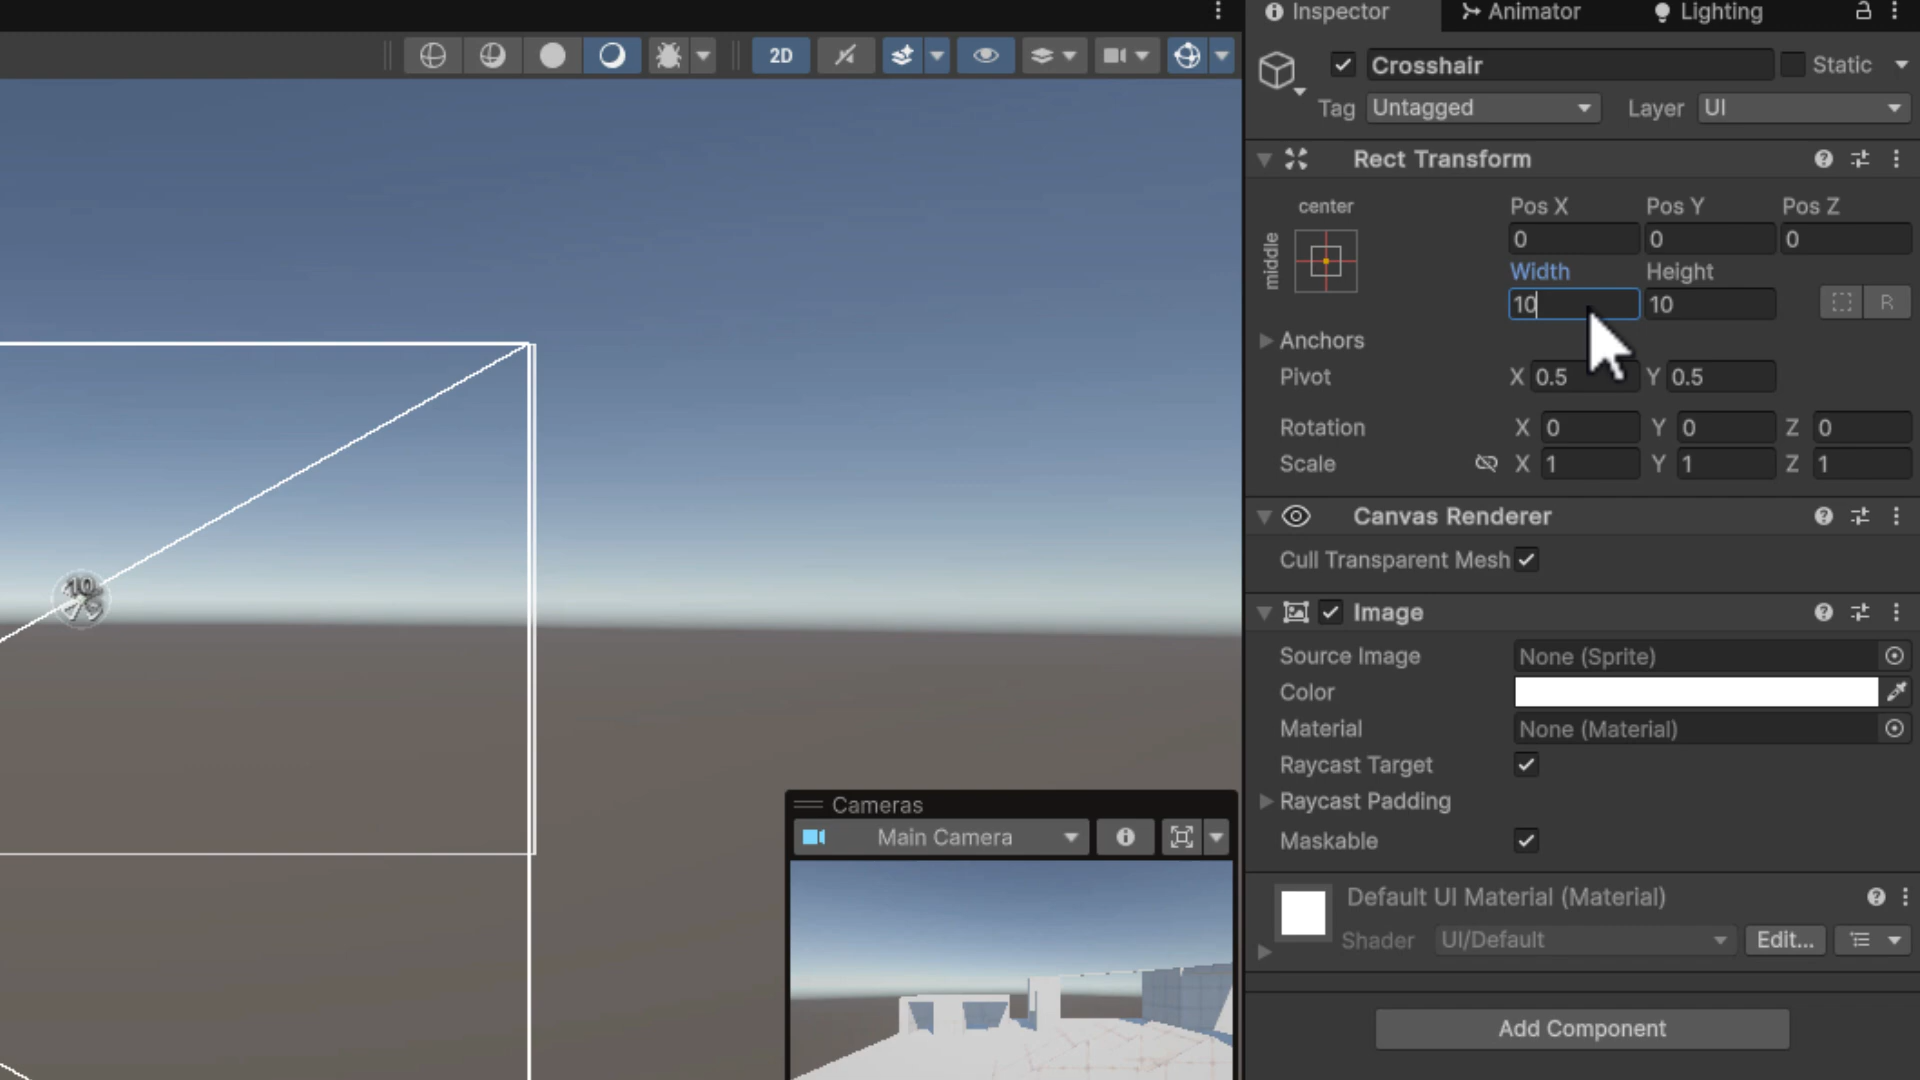 Inspector
Animator
Lighting
2D
Crosshair
Static
Tag
Untagged
Layer
UI
Rect Transform
center
middle
Pos X
Pos Y
Pos Z
0
0
0
Width
Height
10
10
R
Anchors
Pivot
X 0.5
Y 0.5
Rotation
X 0
Y 0
Z 0
Scale
X 1
Y 1
Z 1
Canvas Renderer
Cull Transparent Mesh
Image
Source Image
None (Sprite)
Color
Material
None (Material)
Raycast Target
Raycast Padding
Maskable
Default UI Material (Material)
Shader
UI/Default
Edit...
Add Component
10
Cameras
Main Camera